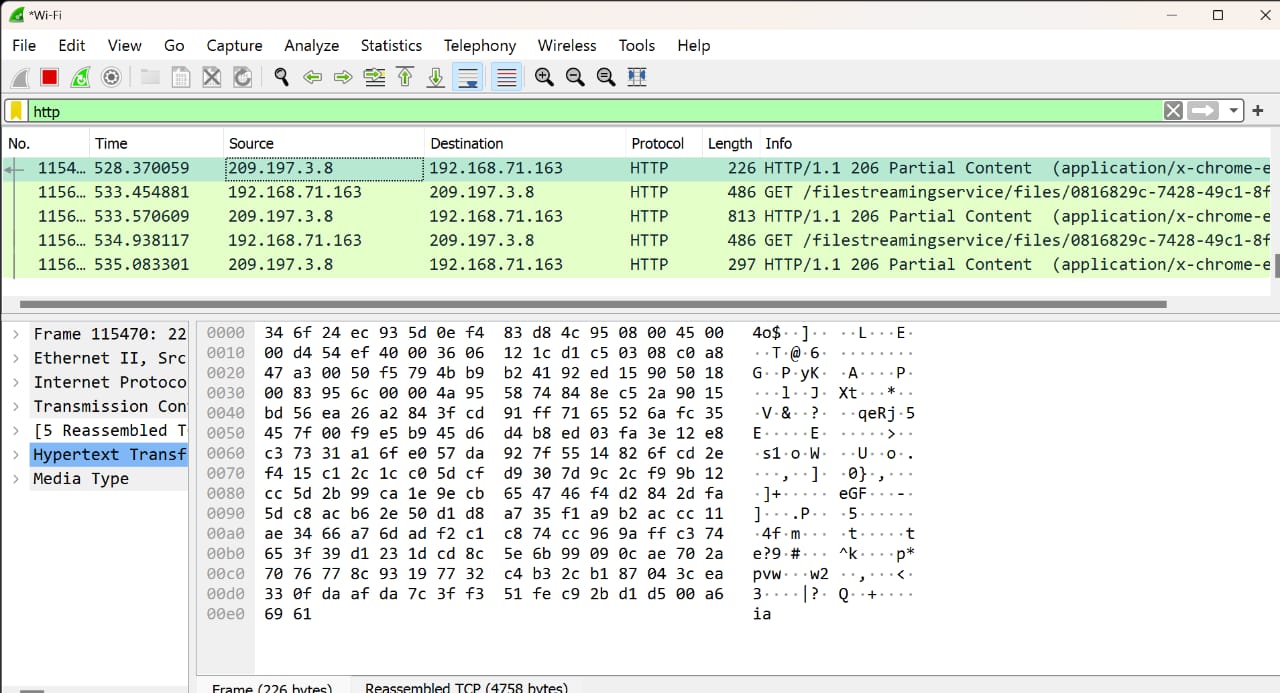 *Wi-Fi
File Edit View Go Capture Analyze Statistics Telephony Wireless Tools Help
http
No. Time Source Destination Protocol Length Info
1154… 528.370059 209.197.3.8 192.168.71.163 HTTP 226 HTTP/1.1 206 Partial Content (application/x-chrome-e
1156… 533.454881 192.168.71.163 209.197.3.8 HTTP 486 GET /filestreamingservice/files/0816829c-7428-49c1-8f
1156… 533.570609 209.197.3.8 192.168.71.163 HTTP 813 HTTP/1.1 206 Partial Content (application/x-chrome-e
1156… 534.938117 192.168.71.163 209.197.3.8 HTTP 486 GET /filestreamingservice/files/0816829c-7428-49c1-8f
1156… 535.083301 209.197.3.8 192.168.71.163 HTTP 297 HTTP/1.1 206 Partial Content (application/x-chrome-e
Frame 115470: 22
Ethernet II, Src
Internet Protoco
Transmission Con
[5 Reassembled T
Hypertext Transf
Media Type
0000 34 6f 24 ec 93 5d 0e f4 83 d8 4c 95 08 00 45 00 4o$··]·· ··L···E·
0010 00 d4 54 ef 40 00 36 06 12 1c d1 c5 03 08 c0 a8 ··T·@·6· ········
0020 47 a3 00 50 f5 79 4b b9 b2 41 92 ed 15 90 50 18 G··P·yK· ·A····P·
0030 00 83 95 6c 00 00 4a 95 58 74 84 8e c5 2a 90 15 ···l··J· Xt···*··
0040 bd 56 ea 26 a2 84 3f cd 91 ff 71 65 52 6a fc 35 ·V·&··?· ··qeRj·5
0050 45 7f 00 f9 e5 b9 45 d6 d4 b8 ed 03 fa 3e 12 e8 E·····E· ·····>··
0060 c3 73 31 a1 6f e0 57 da 92 7f 55 14 82 6f cd 2e ·s1·o·W· ··U··o·.
0070 f4 15 c1 2c 1c c0 5d cf d9 30 7d 9c 2c f9 9b 12 ···,··]· ·0}·,···
0080 cc 5d 2b 99 ca 1e 9e cb 65 47 46 f4 d2 84 2d fa ·]+····· eGF···-·
0090 5d c8 ac b6 2e 50 d1 d8 a7 35 f1 a9 b2 ac cc 11 ]···.P·· ·5······
00a0 ae 34 66 a7 6d ad f2 c1 c8 74 cc 96 9a ff c3 74 ·4f·m··· ·t·····t
00b0 65 3f 39 d1 23 1d cd 8c 5e 6b 99 09 0c ae 70 2a e?9·#··· ^k····p*
00c0 70 76 77 8c 93 19 77 32 c4 b3 2c b1 87 04 3c ea pvw···w2 ··,···<·
00d0 33 0f da af da 7c 3f f3 51 fe c9 2b d1 d5 00 a6 3····|?· Q··+····
00e0 69 61 ia
Frame (226 bytes) Reassembled TCP (4758 bytes)